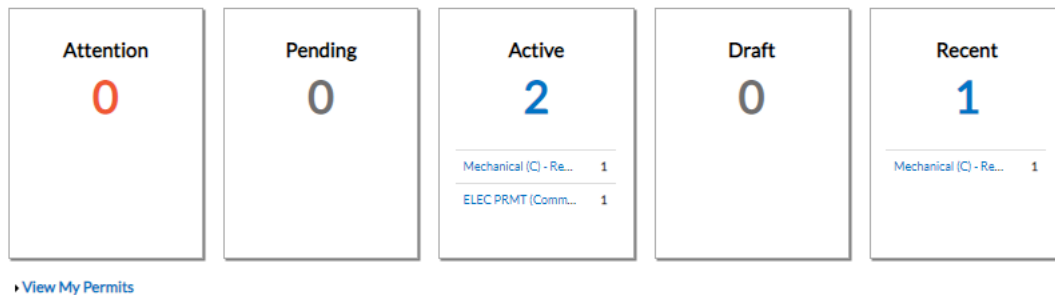 Attention
0
Pending
0
Active
2
Mechanical (C) - Re... 1
ELEC PRMT (Comm... 1
Draft
0
Recent
1
Mechanical (C) - Re... 1
View My Permits